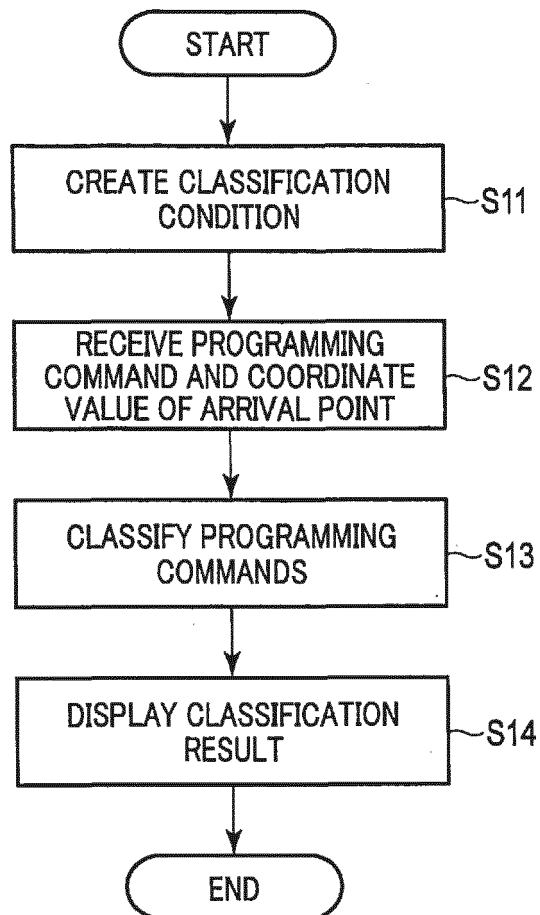 START
CREATE CLASSIFICATION
CONDITION
S11
RECEIVE PROGRAMMING
COMMAND AND COORDINATE
VALUE OF ARRIVAL POINT
S12
CLASSIFY PROGRAMMING
COMMANDS
S13
DISPLAY CLASSIFICATION
RESULT
S14
END